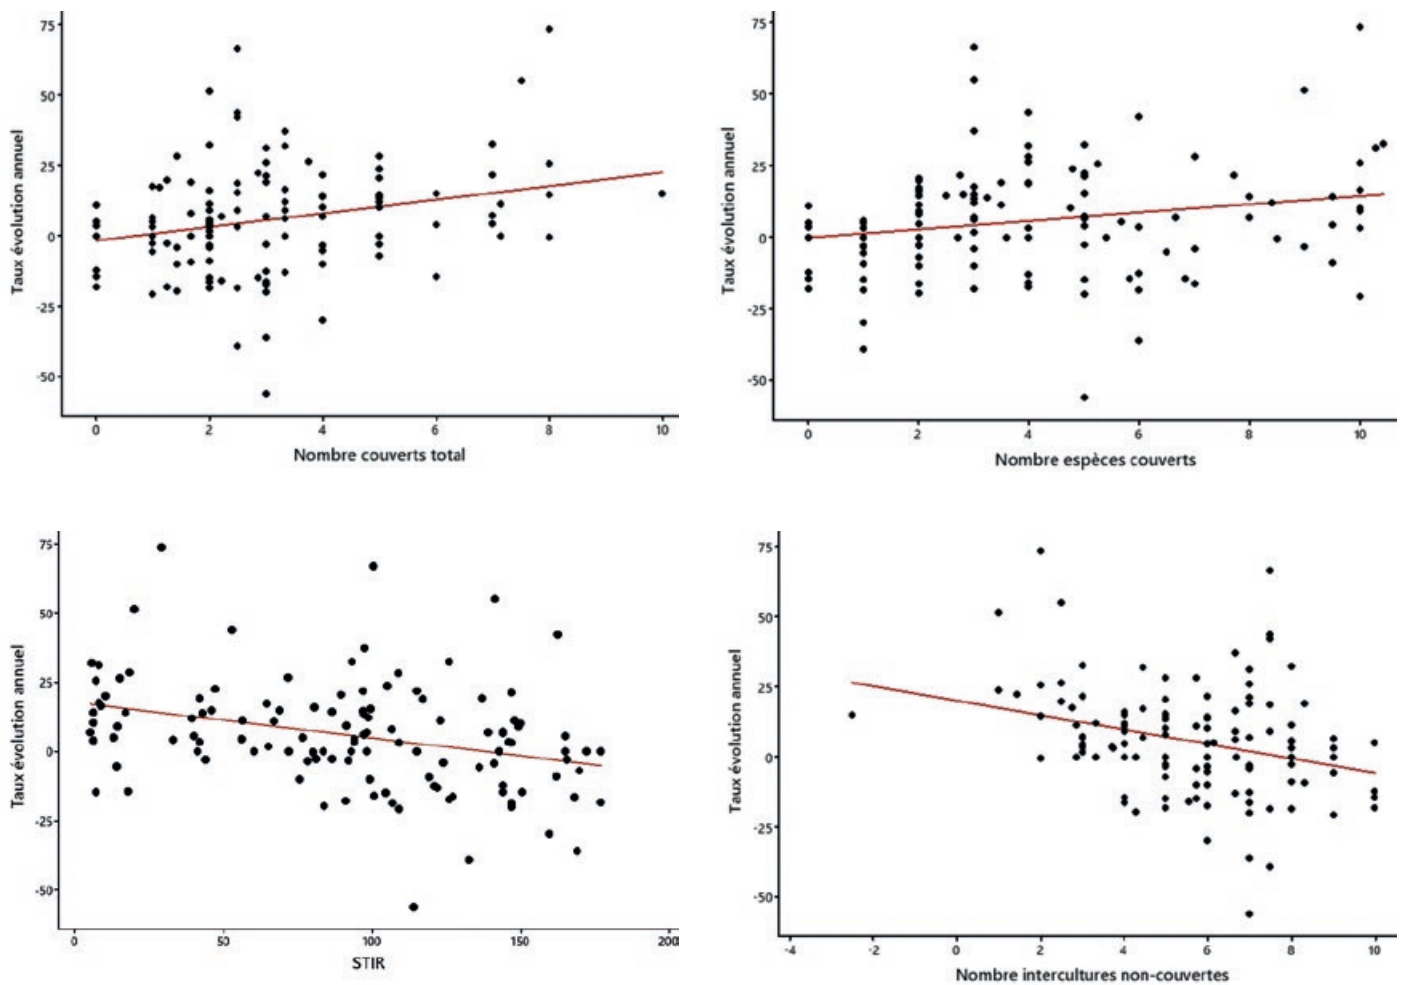 Taux évolution annuel
75
50
25
0
-25
-50
0 2 4 6 8 10
Nombre couverts total
Taux évolution annuel
75
50
25
0
-25
-50
0 2 4 6 8 10
Nombre espèces couverts
Taux évolution annuel
75
50
25
0
-25
-50
0 50 100 150 200
STIR
Taux évolution annuel
75
50
25
0
-25
-50
-4 -2 0 2 4 6 8 10
Nombre intercultures non-couvertes